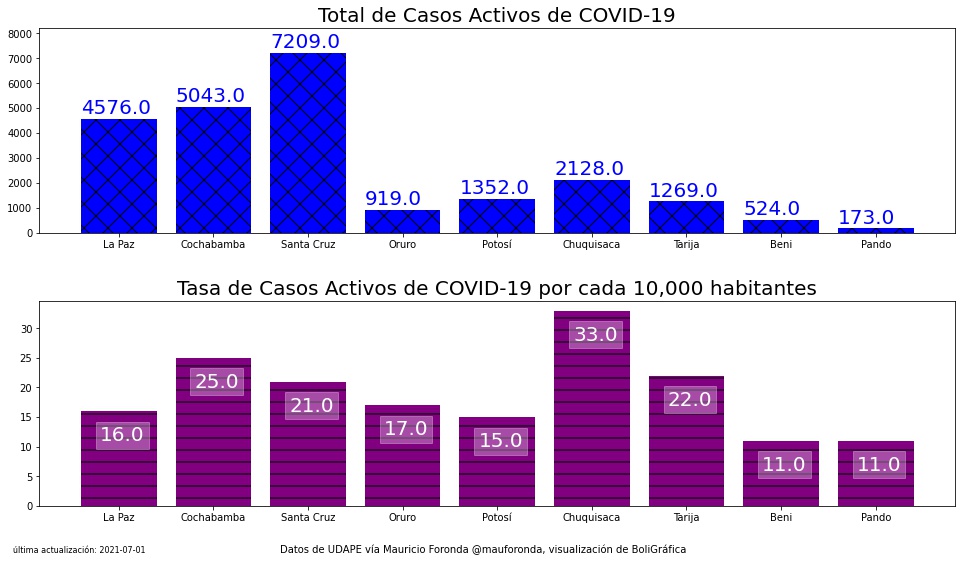 Total de Casos Activos de COVID-19
8000
7000
6000
5000
4000
3000
2000
1000
0
4576.0 5043.0 7209.0 919.0 1352.0 2128.0 1269.0 524.0 173.0
La Paz Cochabamba Santa Cruz Oruro Potosí Chuquisaca Tarija Beni Pando
Tasa de Casos Activos de COVID-19 por cada 10,000 habitantes
30
25
20
15
10
5
0
16.0 25.0 21.0 17.0 15.0 33.0 22.0 11.0 11.0
La Paz Cochabamba Santa Cruz Oruro Potosí Chuquisaca Tarija Beni Pando
última actualización: 2021-07-01
Datos de UDAPE vía Mauricio Foronda @mauforonda, visualización de BoliGráfica